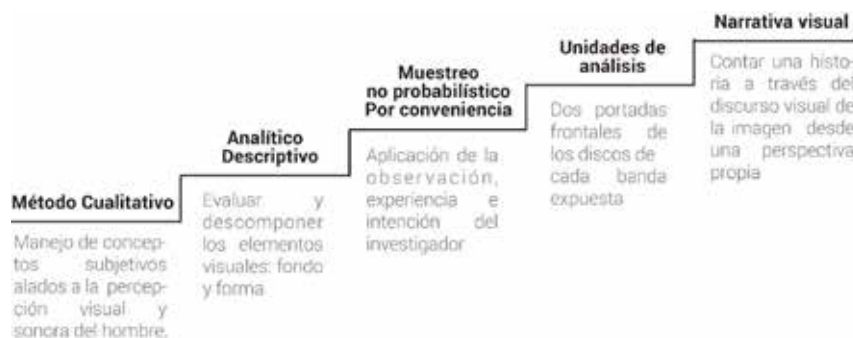 Método Cualitativo
Manejo de concep-
tos subjetivos
alados a la percep-
ción visual y
sonora del hombre.
Analítico
Descriptivo
Evaluar y
descomponer
los elementos
visuales: fondo
y forma
Muestreo
no probabilístico
Por conveniencia
Aplicación de la
observación,
experiencia e
intención del
investigador
Unidades de
análisis
Dos portadas
frontales de
los discos de
cada banda
expuesta
Narrativa visual
Contar una histo-
ria a través del
discurso visual de
la imagen desde
una perspectiva
propia